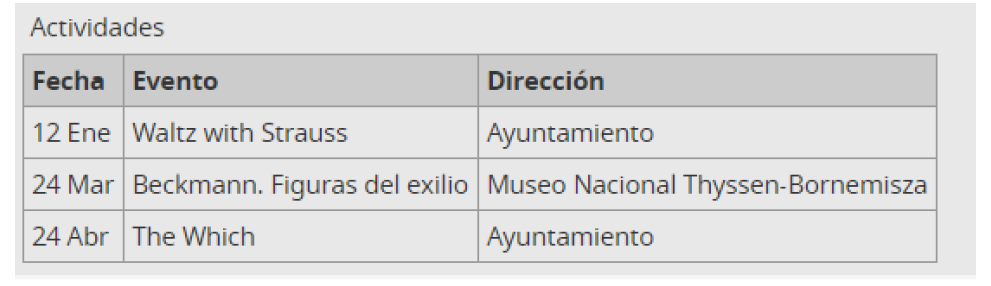 Actividades
Fecha Evento Dirección
12 Ene Waltz with Strauss Ayuntamiento
24 Mar Beckmann. Figuras del exilio Museo Nacional Thyssen-Bornemisza
24 Abr The Which Ayuntamiento